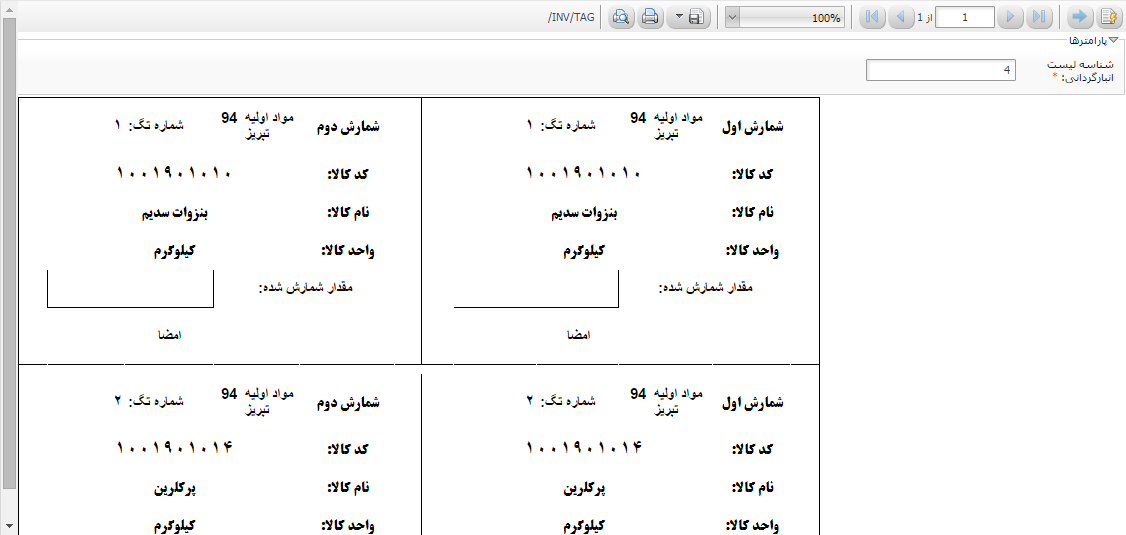 1 از 1 100% /INV/TAG
پارامترها
شناسه لیست انبارگردانی: * 4
شمارش اول مواد اولیه 94 تبریز شماره تگ: ۱
کد کالا: ۱۰۰۱۹۰۱۰۱۰
نام کالا: بنزوات سدیم
واحد کالا: کیلوگرم
مقدار شمارش شده:
امضا
شمارش دوم مواد اولیه 94 تبریز شماره تگ: ۱
کد کالا: ۱۰۰۱۹۰۱۰۱۰
نام کالا: بنزوات سدیم
واحد کالا: کیلوگرم
مقدار شمارش شده:
امضا
شمارش اول مواد اولیه 94 تبریز شماره تگ: ۲
کد کالا: ۱۰۰۱۹۰۱۰۱۴
نام کالا: پرکلرین
واحد کالا: کیلوگرم
شمارش دوم مواد اولیه 94 تبریز شماره تگ: ۲
کد کالا: ۱۰۰۱۹۰۱۰۱۴
نام کالا: پرکلرین
واحد کالا: کیلوگرم